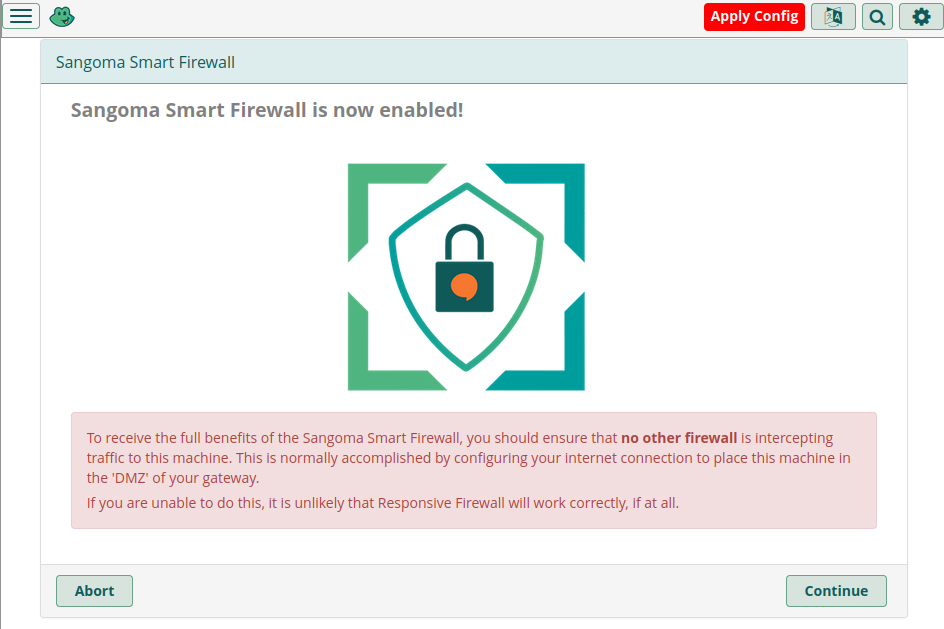 Apply Config
Sangoma Smart Firewall
Sangoma Smart Firewall is now enabled!
To receive the full benefits of the Sangoma Smart Firewall, you should ensure that no other firewall is intercepting
traffic to this machine. This is normally accomplished by configuring your internet connection to place this machine in
the 'DMZ' of your gateway.
If you are unable to do this, it is unlikely that Responsive Firewall will work correctly, if at all.
Abort
Continue